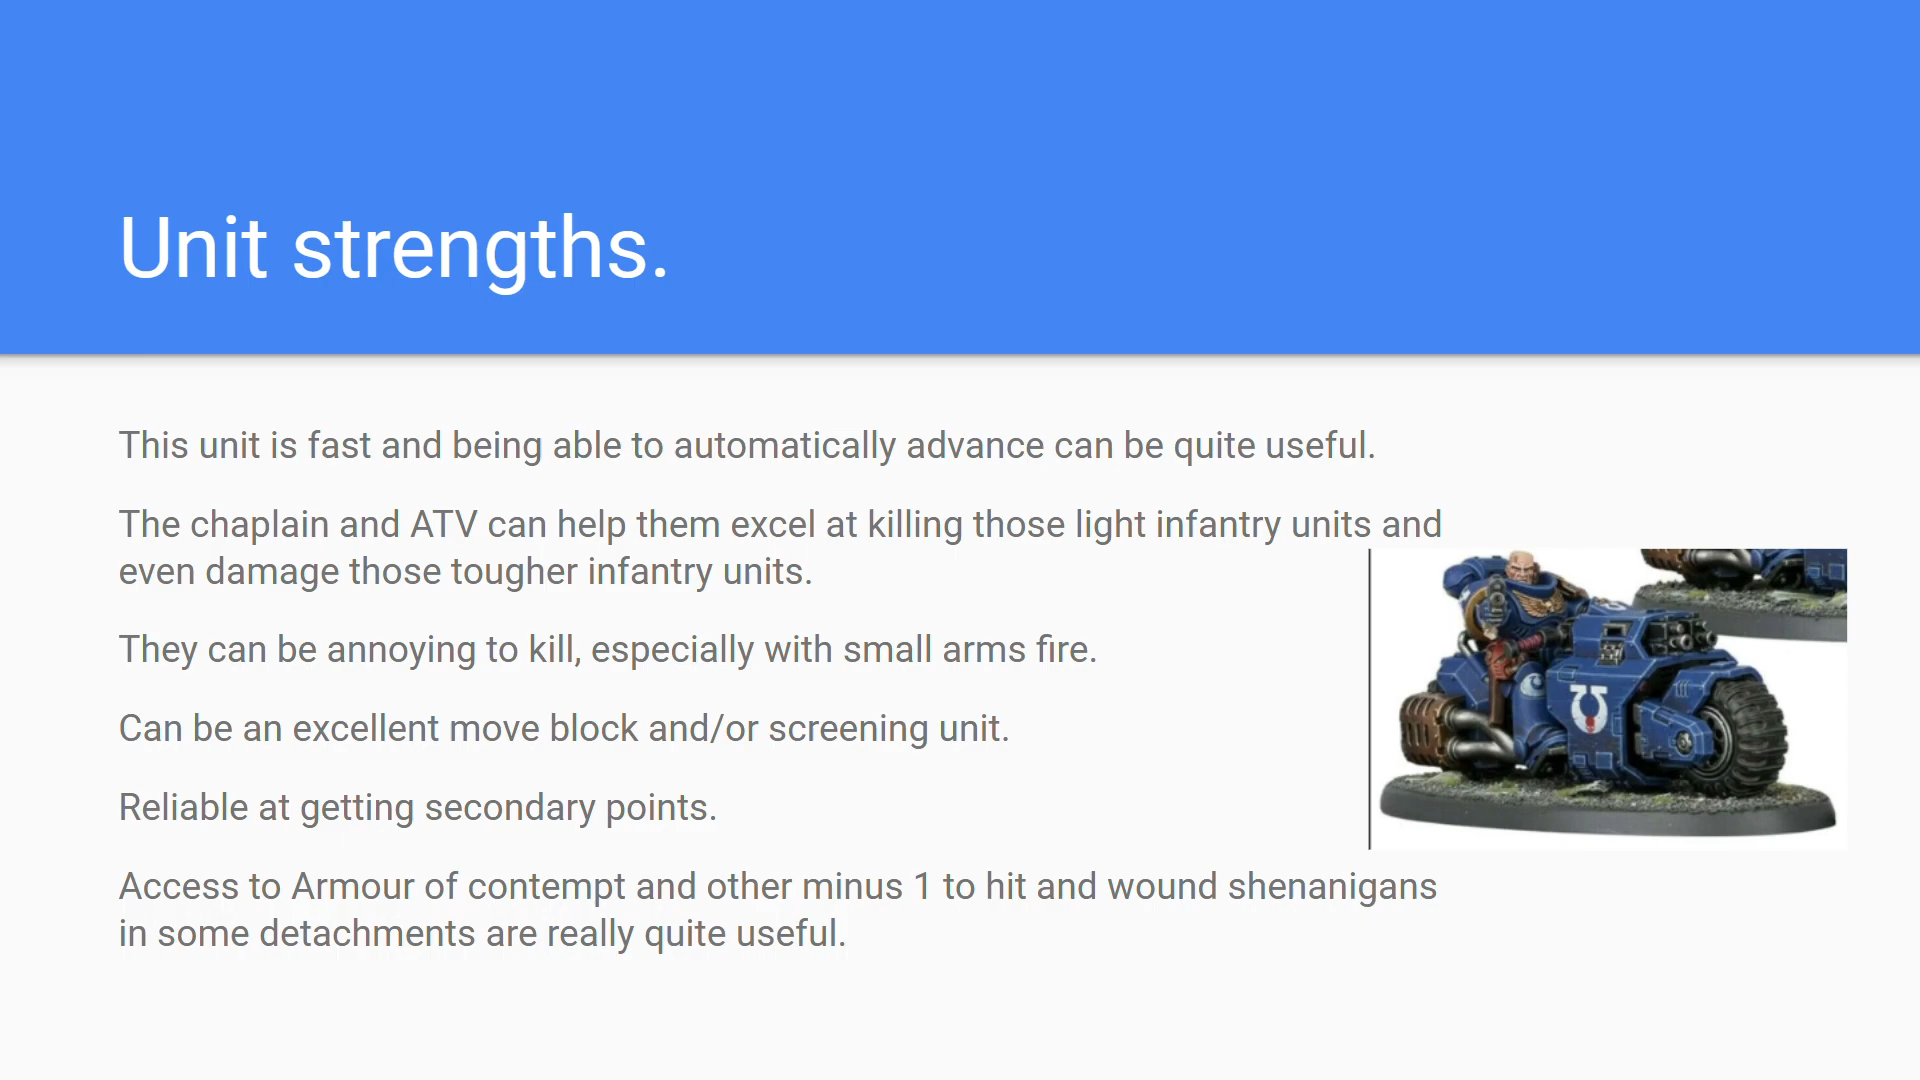 Unit strengths.
This unit is fast and being able to automatically advance can be quite useful.
The chaplain and ATV can help them excel at killing those light infantry units and
even damage those tougher infantry units.
They can be annoying to kill, especially with small arms fire.
Can be an excellent move block and/or screening unit.
Reliable at getting secondary points.
Access to Armour of contempt and other minus 1 to hit and wound shenanigans
in some detachments are really quite useful.